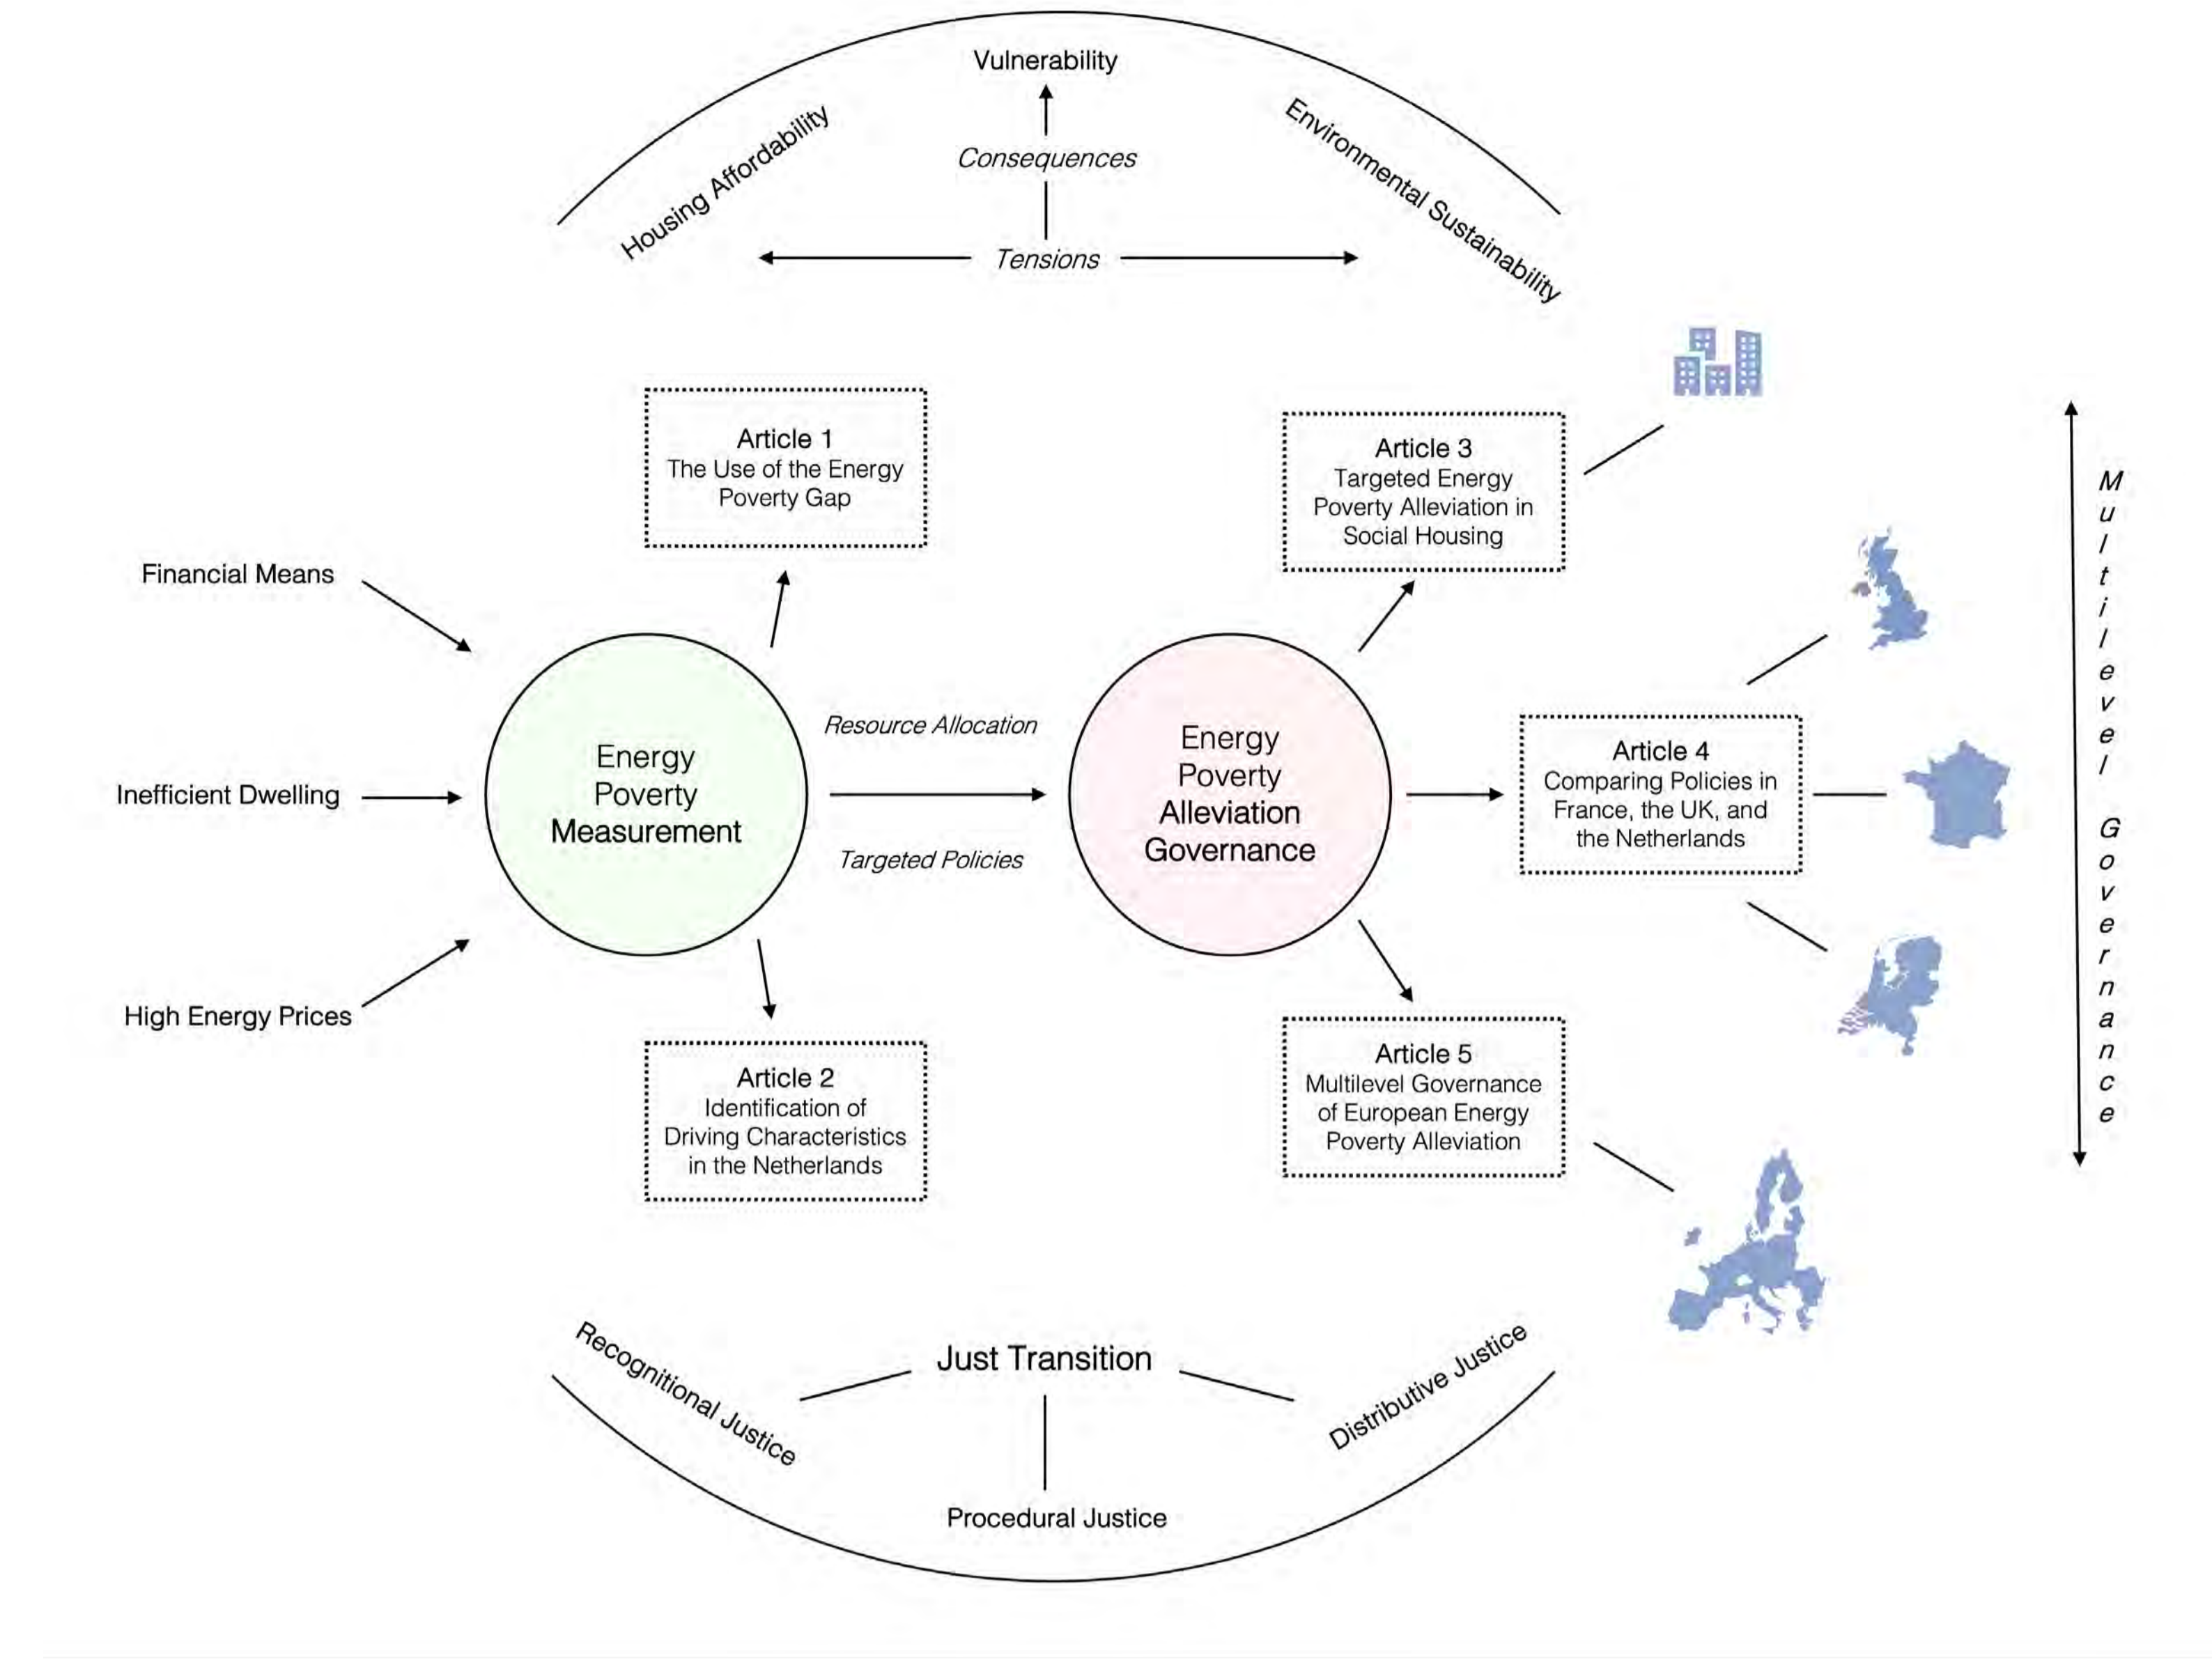 Vulnerability
Housing Affordability
Consequences
Environmental Sustainability
Tensions
Article 1
The Use of the Energy
Poverty Gap
Article 3
Targeted Energy
Poverty Alleviation in
Social Housing
Financial Means
Inefficient Dwelling
High Energy Prices
Energy
Poverty
Measurement
Resource Allocation
Targeted Policies
Energy
Poverty
Alleviation
Governance
Article 4
Comparing Policies in
France, the UK, and
the Netherlands
Article 2
Identification of
Driving Characteristics
in the Netherlands
Article 5
Multilevel Governance
of European Energy
Poverty Alleviation
Multilevel Governance
Recognitional Justice
Just Transition
Distributive Justice
Procedural Justice